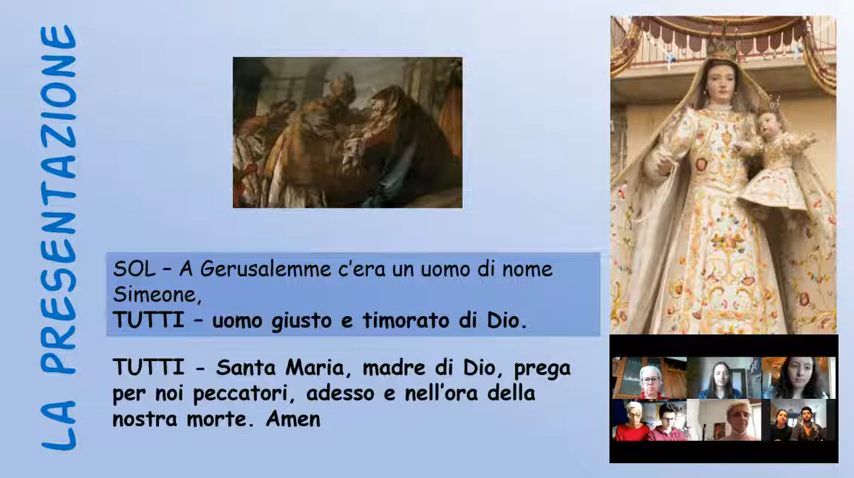 LA PRESENTAZIONE
SOL – A Gerusalemme c'era un uomo di nome
Simeone,
TUTTI – uomo giusto e timorato di Dio.
TUTTI - Santa Maria, madre di Dio, prega
per noi peccatori, adesso e nell'ora della
nostra morte. Amen